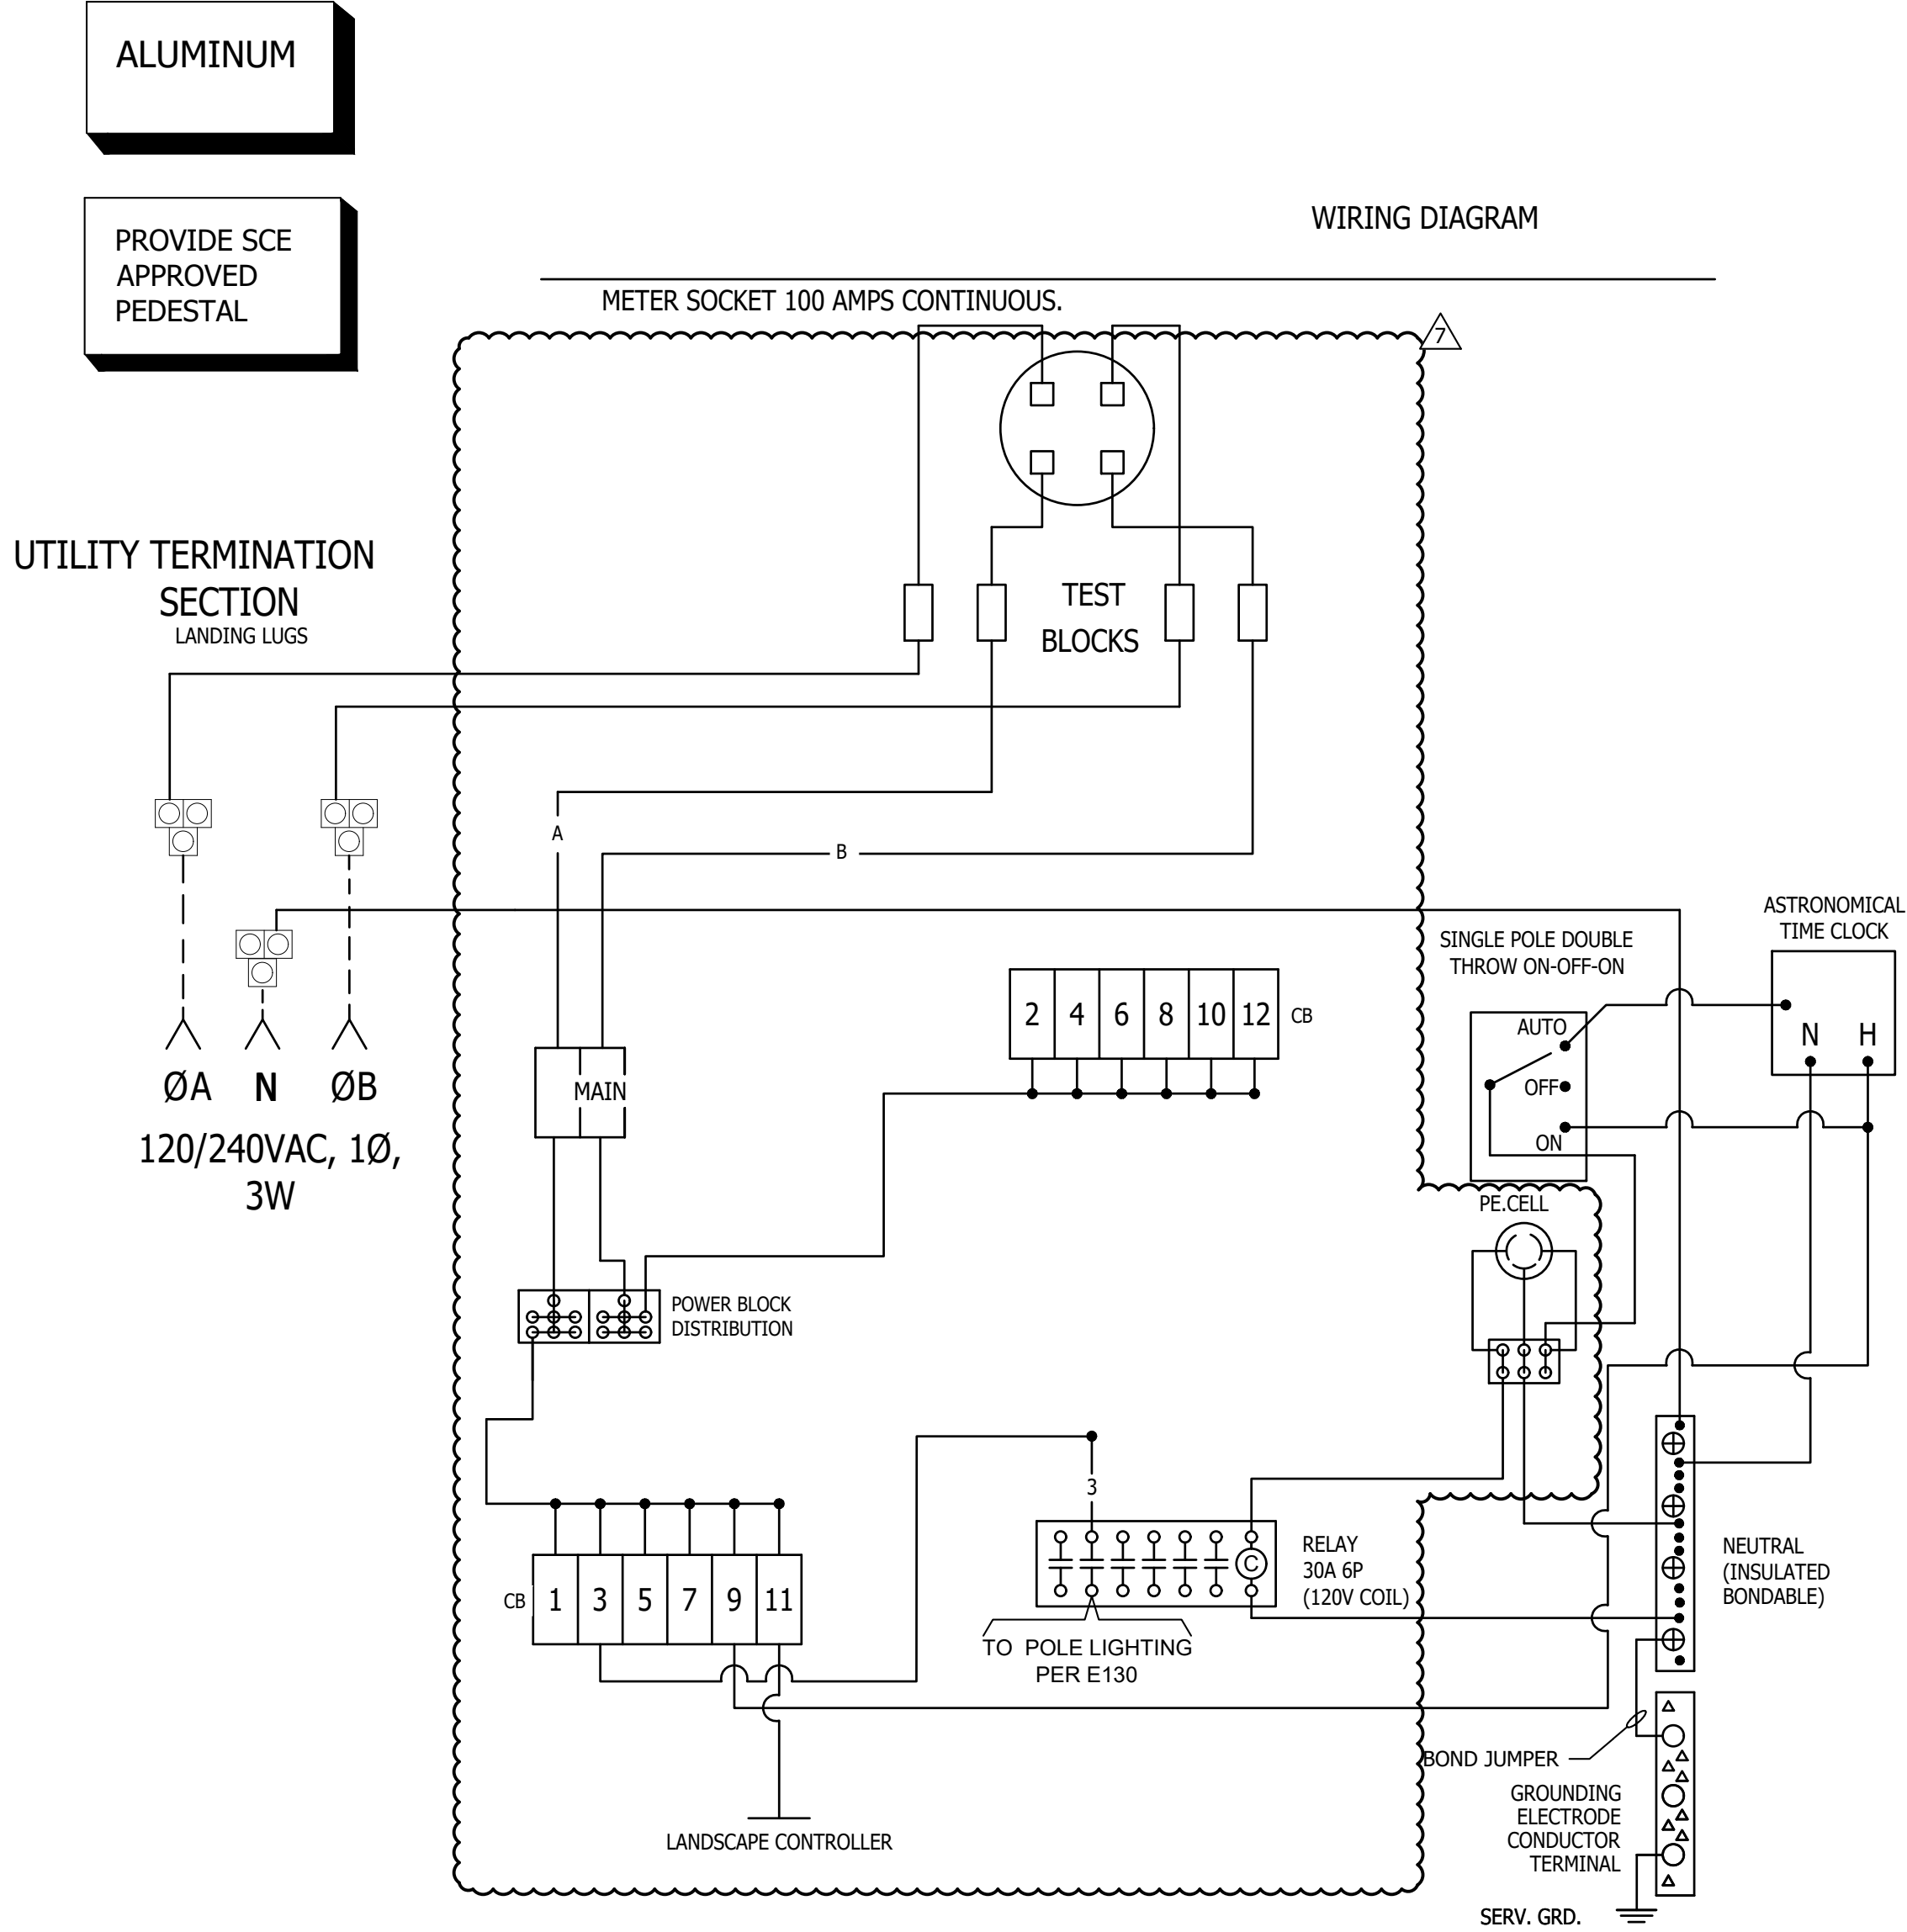 ALUMINUM
PROVIDE SCE
APPROVED
PEDESTAL
WIRING DIAGRAM
METER SOCKET 100 AMPS CONTINUOUS.
7
UTILITY TERMINATION
SECTION
LANDING LUGS
TEST
BLOCKS
A
B
ØA N ØB
120/240VAC, 1Ø,
3W
MAIN
2 4 6 8 10 12 CB
SINGLE POLE DOUBLE
THROW ON-OFF-ON
AUTO
OFF
ON
ASTRONOMICAL
TIME CLOCK
N H
PE.CELL
POWER BLOCK
DISTRIBUTION
3
CB 1 3 5 7 9 11
C
RELAY
30A 6P
(120V COIL)
TO POLE LIGHTING
PER E130
NEUTRAL
(INSULATED
BONDABLE)
LANDSCAPE CONTROLLER
BOND JUMPER
GROUNDING
ELECTRODE
CONDUCTOR
TERMINAL
SERV. GRD.